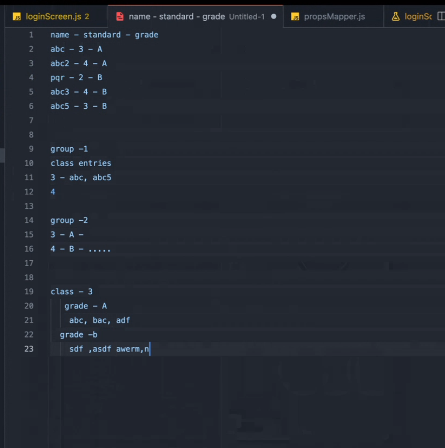 loginScreen.js 2 name - standard - grade Untitled-1 propsMapper.js loginSc
1 name - standard - grade
2 abc - 3 - A
3 abc2 - 4 - A
4 pqr - 2 - B
5 abc3 - 4 - B
6 abc5 - 3 - B
7
8
9 group -1
10 class entries
11 3 - abc, abc5
12 4
13
14 group -2
15 3 - A -
16 4 - B - .....
17
18
19 class - 3
20 grade - A
21 abc, bac, adf
22 grade -b
23 sdf ,asdf awerm,n